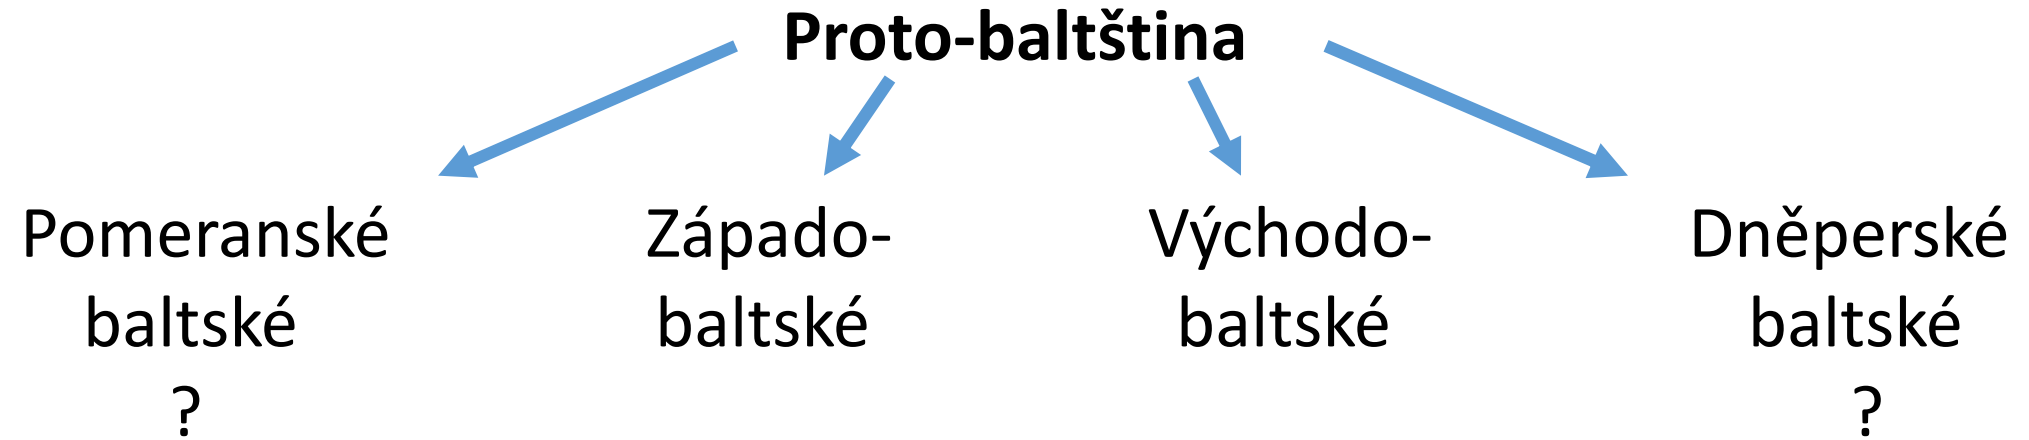 Proto-baltština
Pomeranské
baltské
?
Západo-
baltské
Východo-
baltské
Dněperské
baltské
?